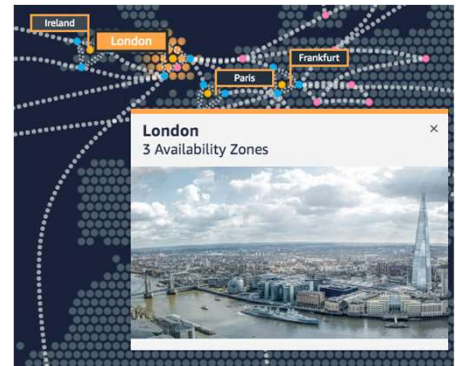 Ireland
London
Frankfurt
Paris
London
3 Availability Zones
×